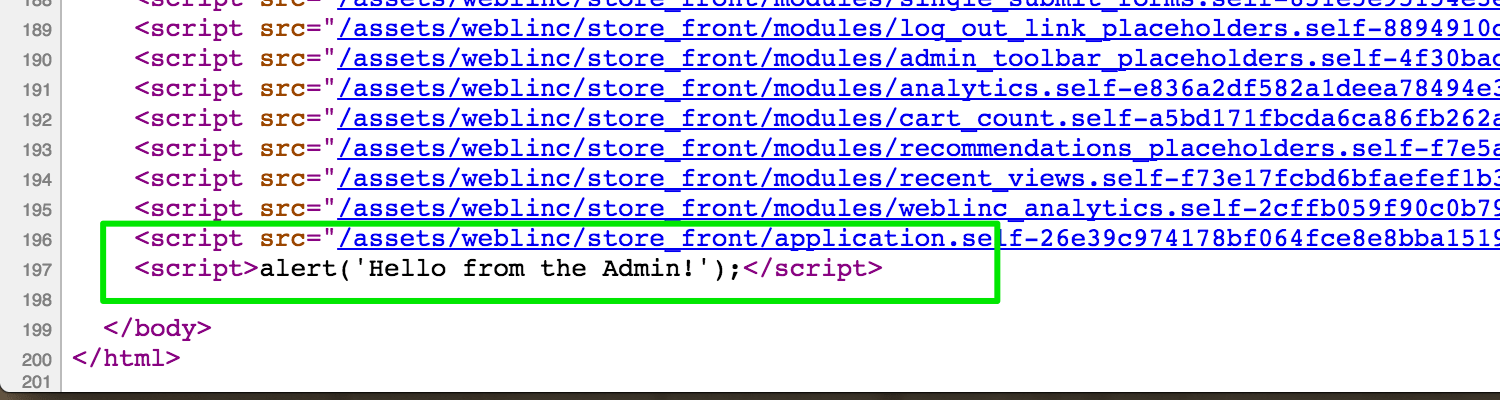 188 <script src="/assets/weblinc/store_front/modules/single_submit_forms.self-
189 <script src="/assets/weblinc/store_front/modules/log_out_link_placeholders.self-8894910
190 <script src="/assets/weblinc/store_front/modules/admin_toolbar_placeholders.self-4f30bac
191 <script src="/assets/weblinc/store_front/modules/analytics.self-e836a2df582a1deea78494e3
192 <script src="/assets/weblinc/store_front/modules/cart_count.self-a5bd171fbcda6ca86fb262a
193 <script src="/assets/weblinc/store_front/modules/recommendations_placeholders.self-f7e5a
194 <script src="/assets/weblinc/store_front/modules/recent_views.self-f73e17fcbd6bfaefef1b3
195 <script src="/assets/weblinc/store_front/modules/weblinc_analytics.self-2cffb059f90c0b79
196 <script src="/assets/weblinc/store_front/application.self-26e39c974178bf064fce8e8bba1519
197 <script>alert('Hello from the Admin!');</script>
198
199 </body>
200 </html>
201